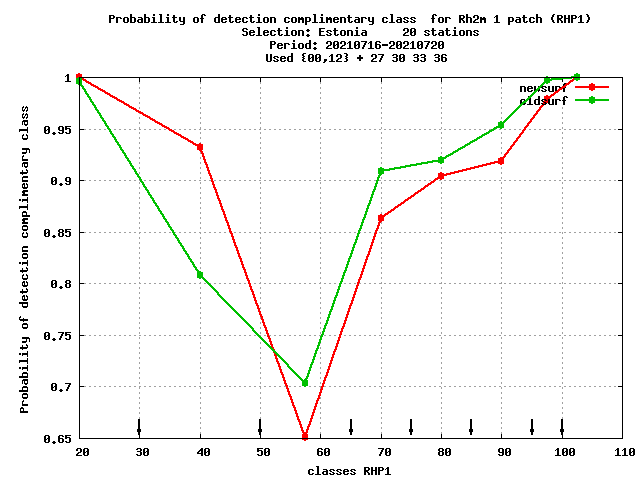 Probability of detection complimentary class  for Rh2m 1 patch (RHP1)
Selection: Estonia     20 stations
Period: 20210716-20210720
Used {00,12} + 27 30 33 36
newsurf
oldsurf
1
0.95
0.9
0.85
0.8
0.75
0.7
0.65
Probability of detection complimentary class
20 30 40 50 60 70 80 90 100 110
classes RHP1